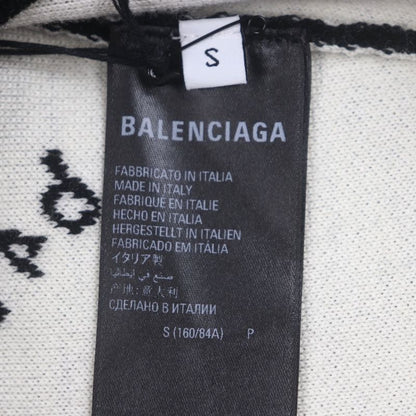 S
BALENCIAGA
FABBRICATO IN ITALIA
MADE IN ITALY
FABRIQUE EN ITALIE
HECHO EN ITALIA
HERGESTELLT IN ITALIEN
FABRICADO EM ITÁLIA
イタリア製
صنع في ايطاليا
产地: 意大利
СДЕЛАНО В ИТАЛИИ
S (160/84A) P